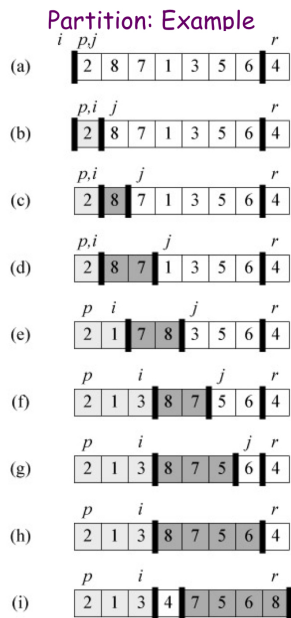 Partition: Example
i p,j r
(a) 2 8 7 1 3 5 6 4
p,i j r
(b) 2 8 7 1 3 5 6 4
p,i j r
(c) 2 8 7 1 3 5 6 4
p,i j r
(d) 2 8 7 1 3 5 6 4
p i j r
(e) 2 1 7 8 3 5 6 4
p i j r
(f) 2 1 3 8 7 5 6 4
p i j r
(g) 2 1 3 8 7 5 6 4
p i r
(h) 2 1 3 8 7 5 6 4
p i r
(i) 2 1 3 4 7 5 6 8